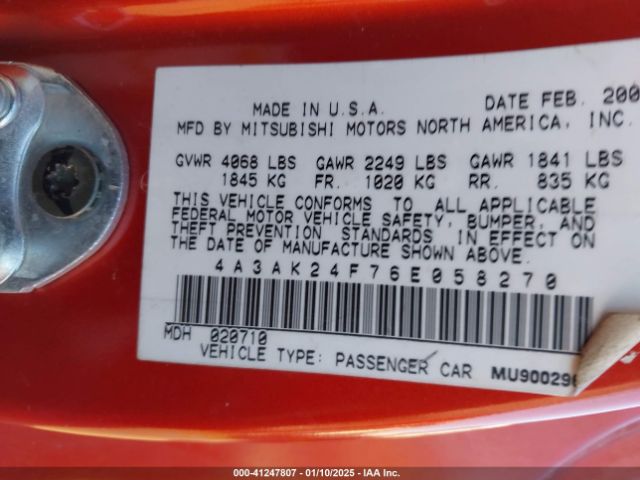 MADE IN U.S.A. DATE FEB. 200
MFD BY MITSUBISHI MOTORS NORTH AMERICA, INC.
GVWR 4068 LBS GAWR 2249 LBS GAWR 1841 LBS
1845 KG FR. 1020 KG RR. 835 KG
THIS VEHICLE CONFORMS TO ALL APPLICABLE
FEDERAL MOTOR VEHICLE SAFETY, BUMPER, AND
THEFT PREVENTION STANDARDS IN EFFECT ON
THE DATE OF MANUFACTURE SHOWN ABOVE.
4A3AK24F76E058270
MDH 020710
VEHICLE TYPE: PASSENGER CAR MU900290
000-41247807 - 01/10/2025 - IAA Inc.